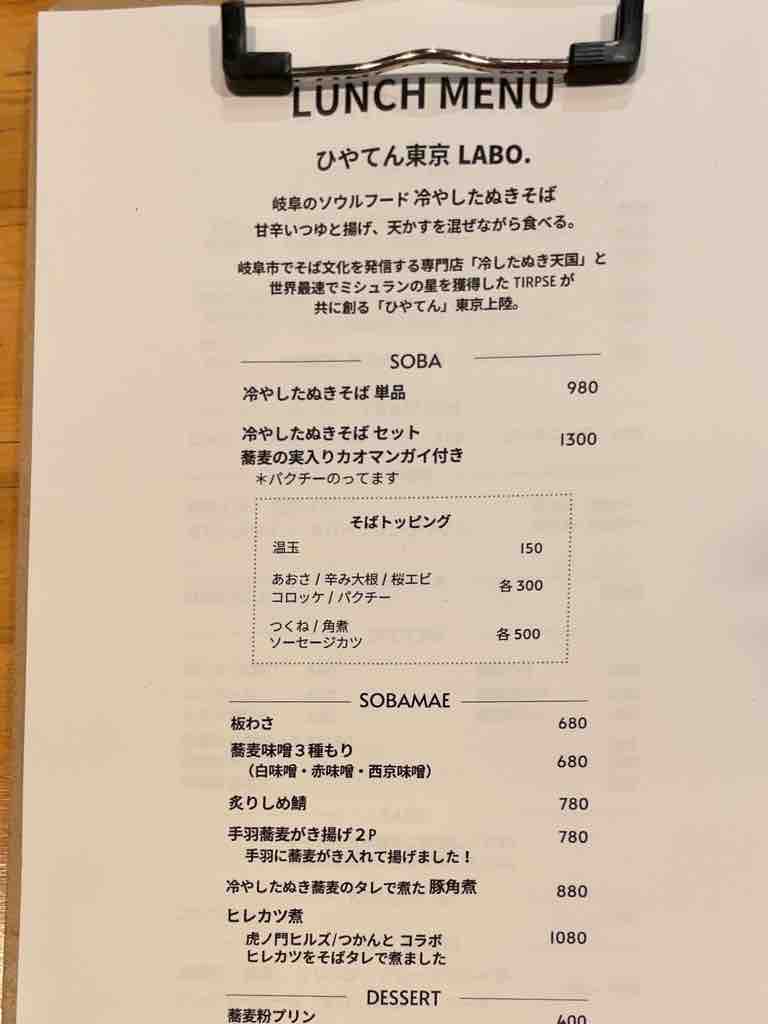 LUNCH MENU
ひやてん東京 LABO.
岐阜のソウルフード 冷やしたぬきそば
甘辛いつゆと揚げ、天かすを混ぜながら食べる。
岐阜市でそば文化を発信する専門店「冷したぬき天国」と
世界最速でミシュランの星を獲得した TIRPSE が
共に創る「ひやてん」東京上陸。
SOBA
冷やしたぬきそば 単品 980
冷やしたぬきそば セット 1300
蕎麦の実入りカオマンガイ付き
＊パクチーのってます
そばトッピング
温玉 150
あおさ / 辛み大根 / 桜エビ 各 300
コロッケ / パクチー
つくね / 角煮 各 500
ソーセージカツ
SOBAMAE
板わさ 680
蕎麦味噌３種もり 680
（白味噌・赤味噌・西京味噌）
炙りしめ鯖 780
手羽蕎麦がき揚げ２P 780
手羽に蕎麦がき入れて揚げました！
冷やしたぬき蕎麦のタレで煮た 豚角煮 880
ヒレカツ煮 1080
虎ノ門ヒルズ/つかんと コラボ
ヒレカツをそばタレで煮ました
DESSERT
蕎麦粉プリン 400